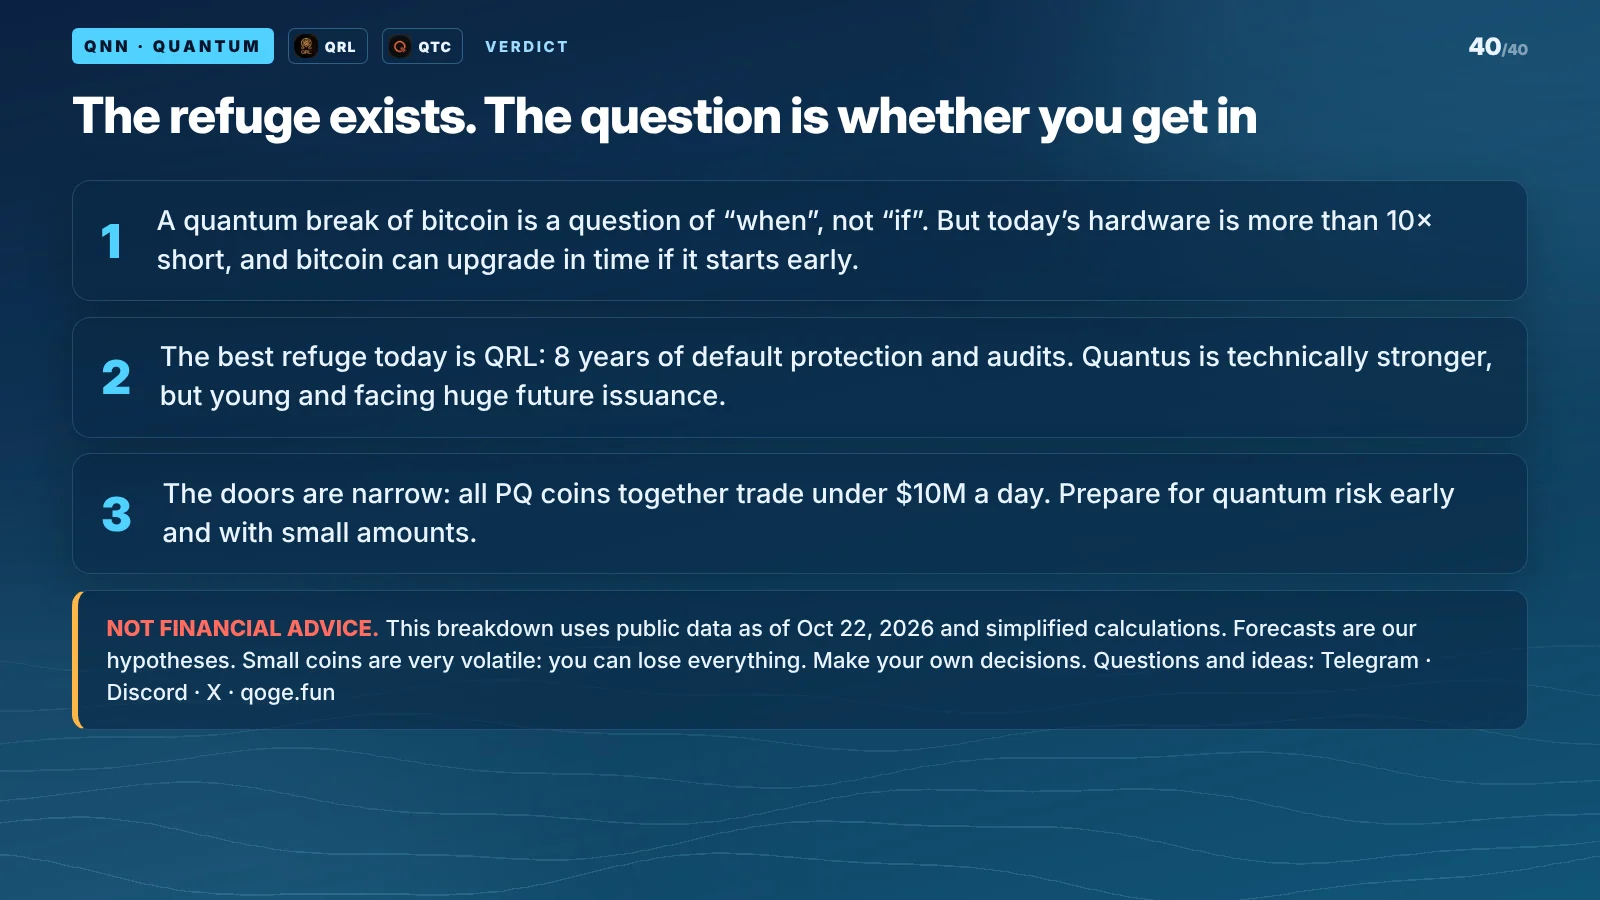 QNN · QUANTUM
QRL
QTC
VERDICT
40/40
The refuge exists. The question is whether you get in
1
A quantum break of bitcoin is a question of “when”, not “if”. But today’s hardware is more than 10×
short, and bitcoin can upgrade in time if it starts early.
2
The best refuge today is QRL: 8 years of default protection and audits. Quantus is technically stronger,
but young and facing huge future issuance.
3
The doors are narrow: all PQ coins together trade under $10M a day. Prepare for quantum risk early
and with small amounts.
NOT FINANCIAL ADVICE. This breakdown uses public data as of Oct 22, 2026 and simplified calculations. Forecasts are our
hypotheses. Small coins are very volatile: you can lose everything. Make your own decisions. Questions and ideas: Telegram ·
Discord · X · qoge.fun